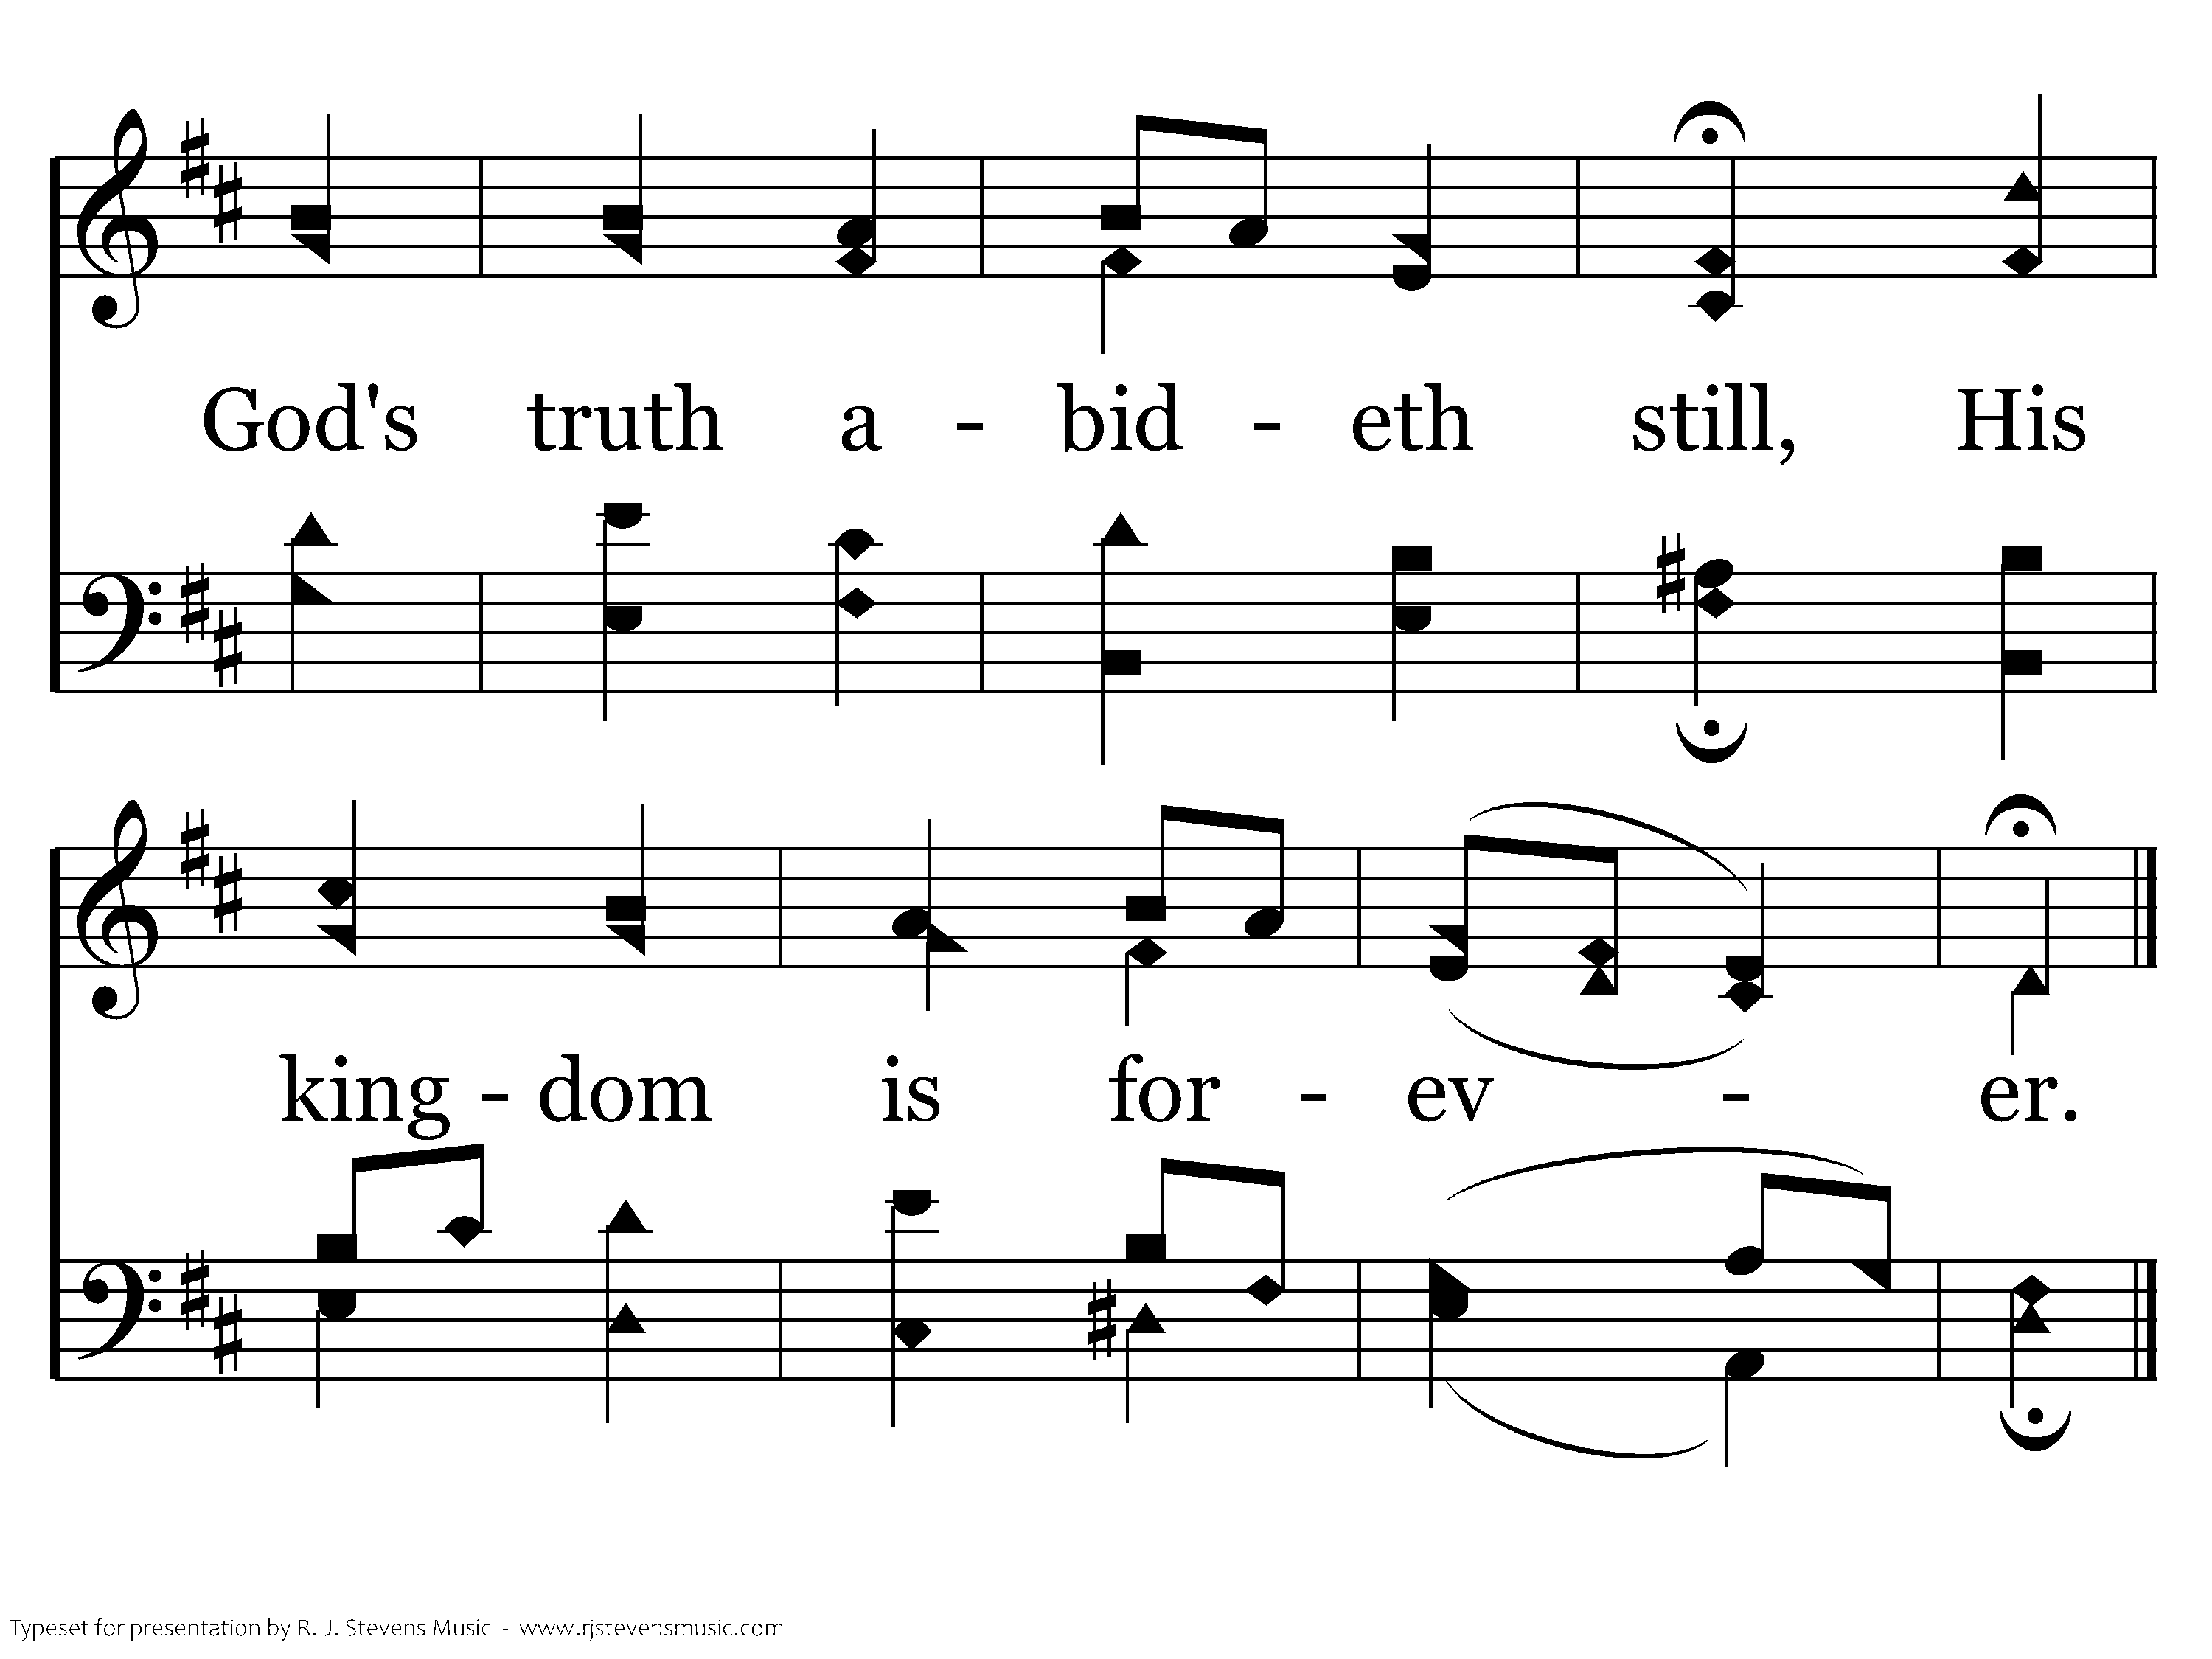 God's truth a - bid - eth still, His
king - dom is for - ev - er.
Typeset for presentation by R. J. Stevens Music - www.rjstevensmusic.com